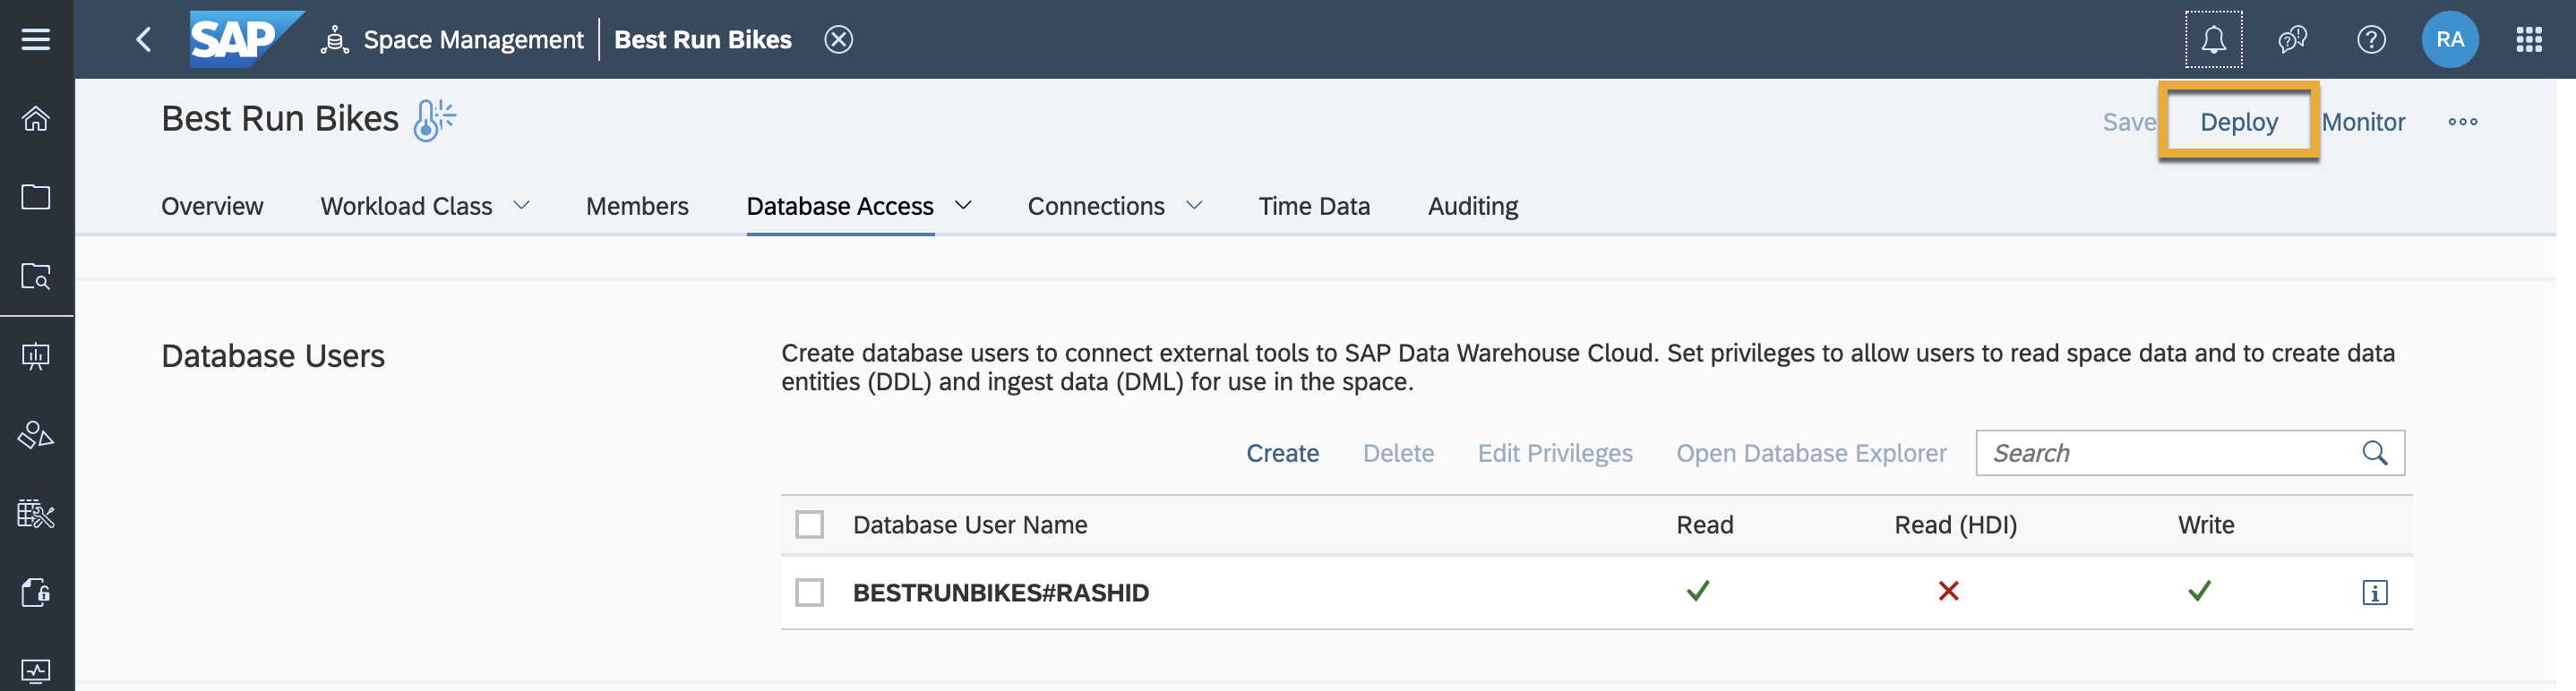 SAP Space Management Best Run Bikes RA
Best Run Bikes
Save Deploy Monitor
Overview Workload Class Members Database Access Connections Time Data Auditing
Database Users
Create database users to connect external tools to SAP Data Warehouse Cloud. Set privileges to allow users to read space data and to create data
entities (DDL) and ingest data (DML) for use in the space.
Create Delete Edit Privileges Open Database Explorer Search
Database User Name Read Read (HDI) Write
BESTRUNBIKES#RASHID